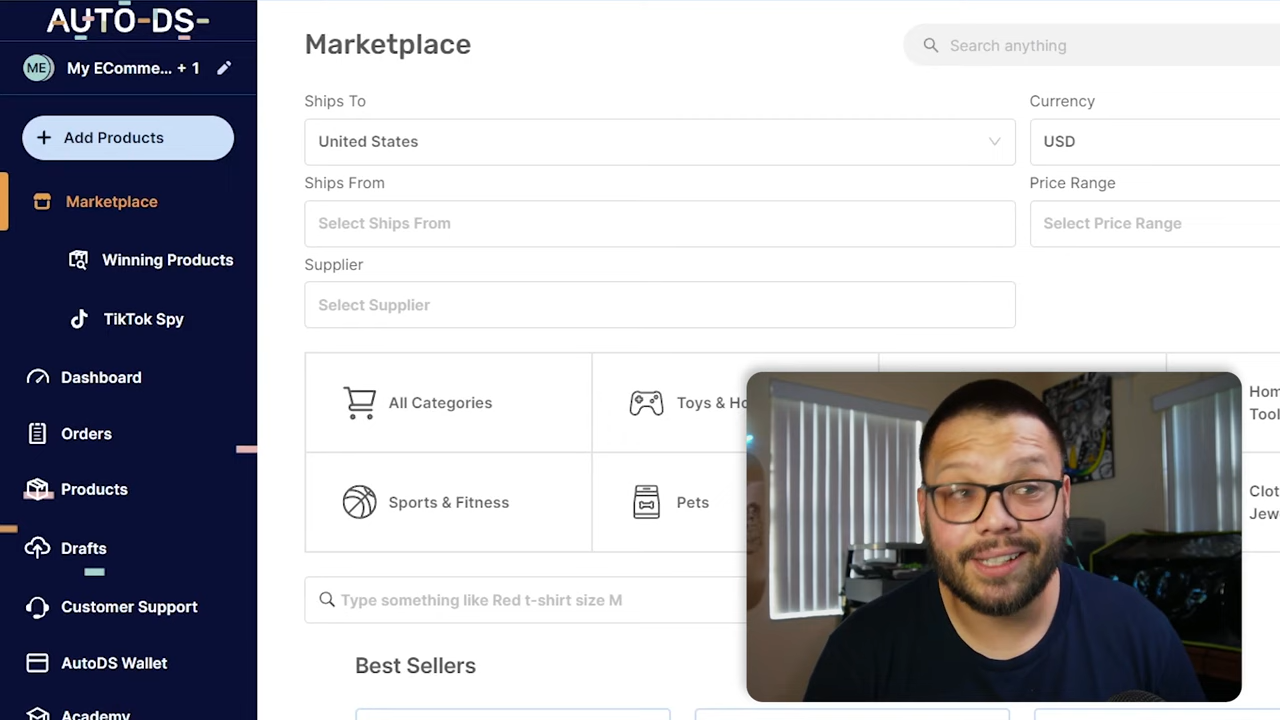 AUTO-DS-
ME My EComme... + 1
Add Products
Marketplace
Winning Products
TikTok Spy
Dashboard
Orders
Products
Drafts
Customer Support
AutoDS Wallet
Academy
Marketplace
Search anything
Ships To
Currency
United States
USD
Ships From
Price Range
Select Ships From
Select Price Range
Supplier
Select Supplier
All Categories
Toys & Ho
Hom
Tool
Sports & Fitness
Pets
Clot
Jew
Type something like Red t-shirt size M
Best Sellers